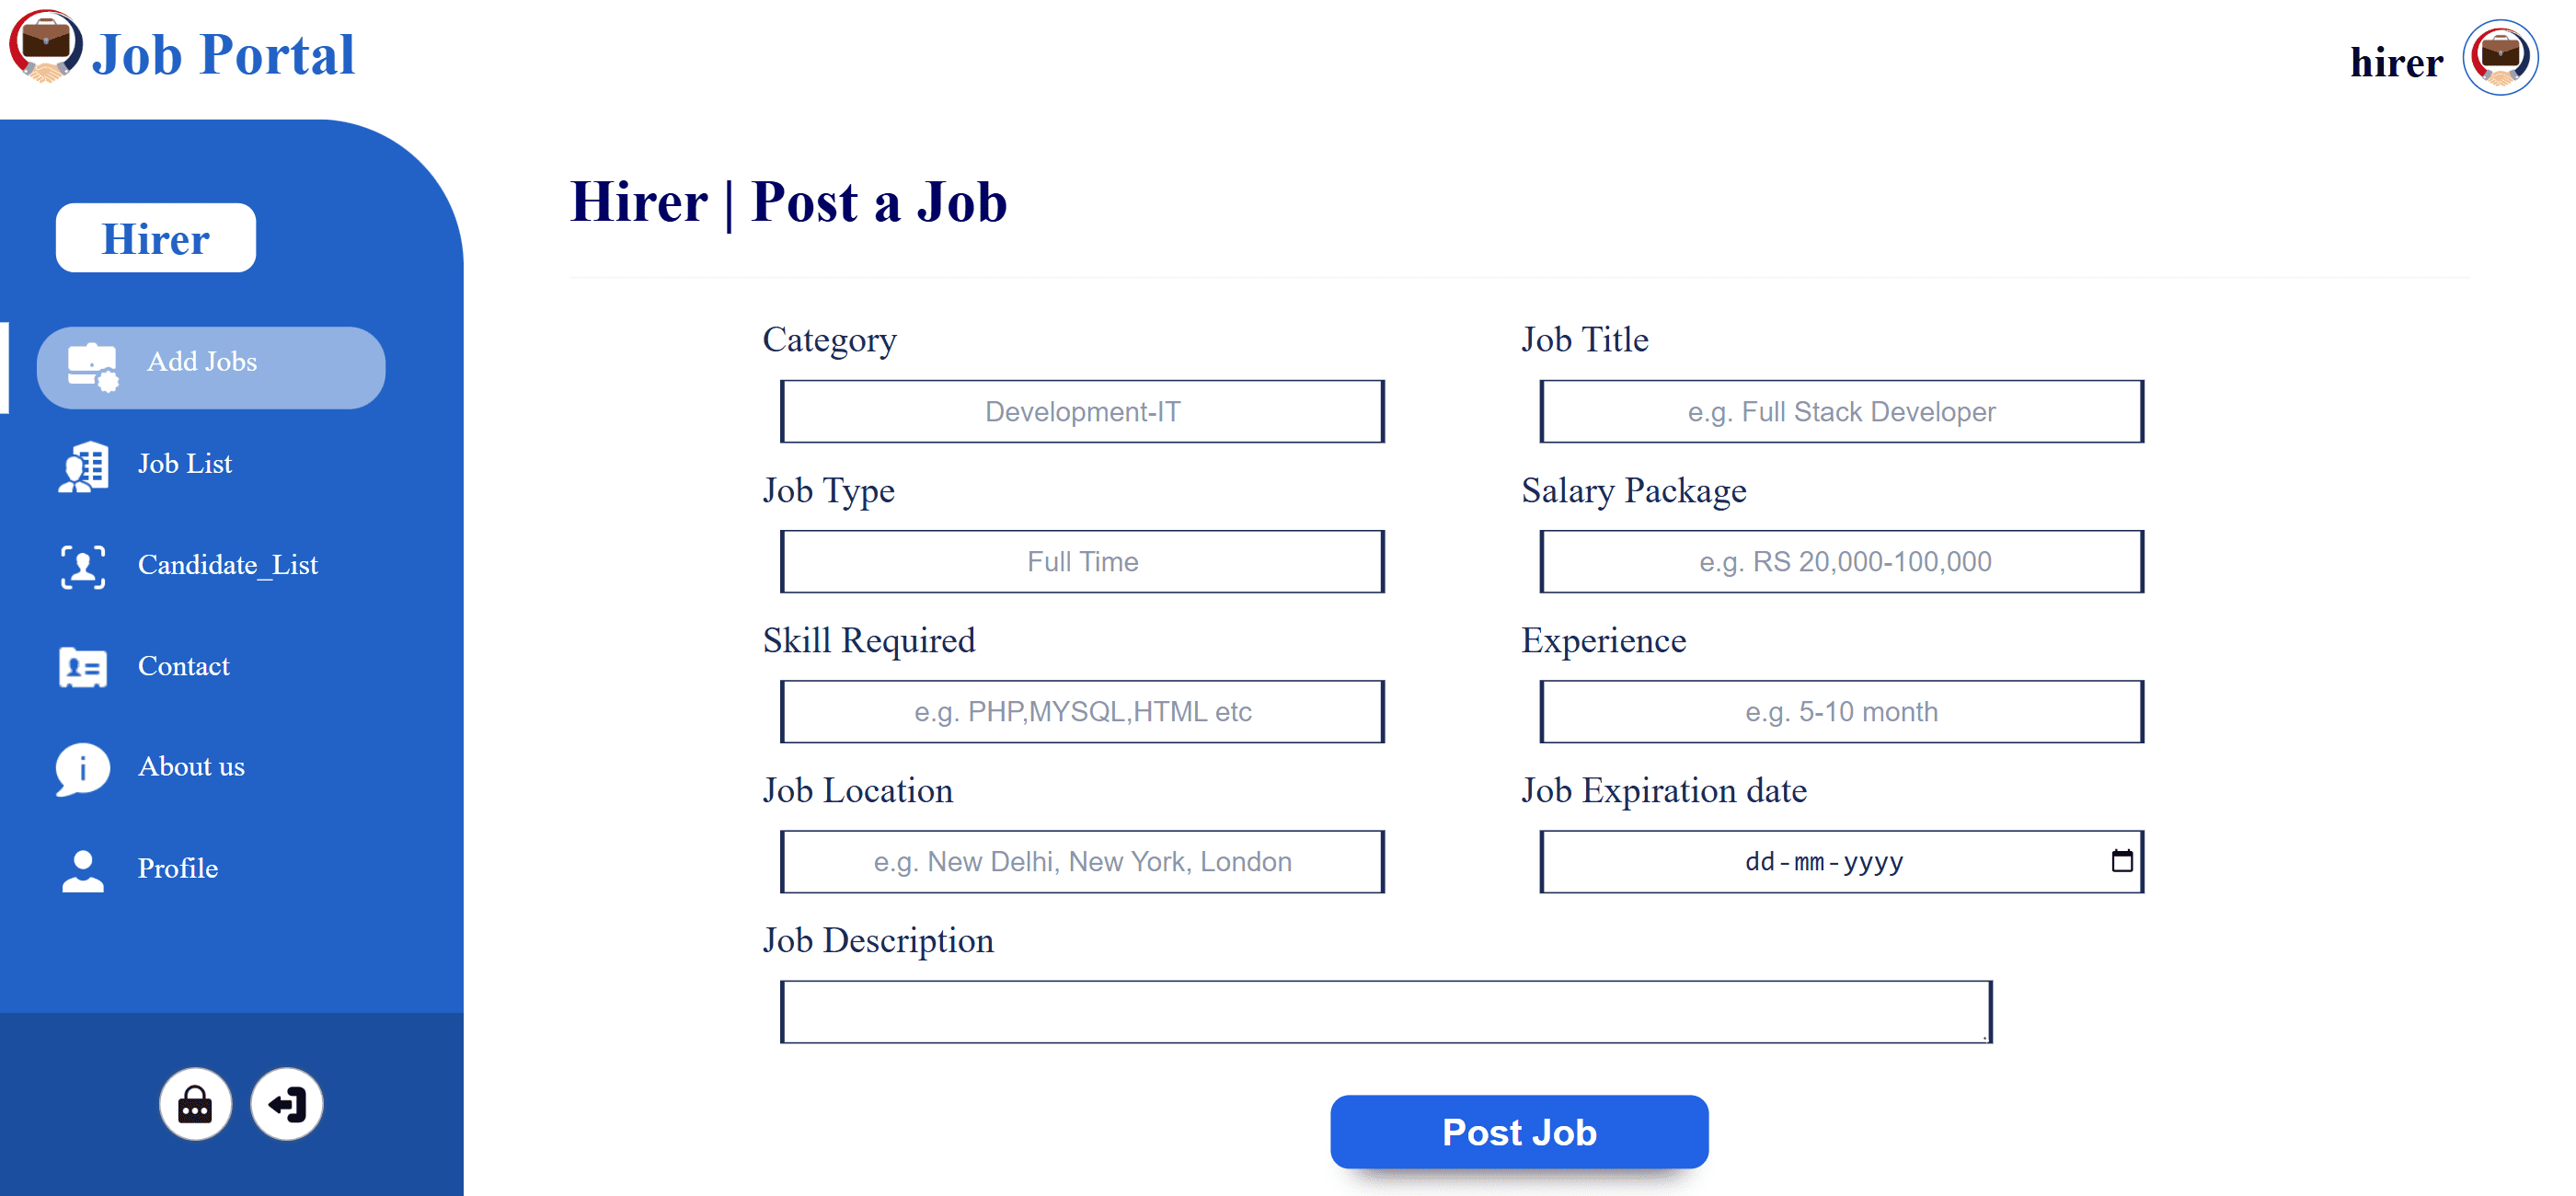 Job Portal
hirer
Hirer
Add Jobs
Job List
Candidate_List
Contact
About us
Profile
Hirer | Post a Job
Category
Job Title
Development-IT
e.g. Full Stack Developer
Job Type
Salary Package
Full Time
e.g. RS 20,000-100,000
Skill Required
Experience
e.g. PHP,MYSQL,HTML etc
e.g. 5-10 month
Job Location
Job Expiration date
e.g. New Delhi, New York, London
dd-mm-yyyy
Job Description
Post Job